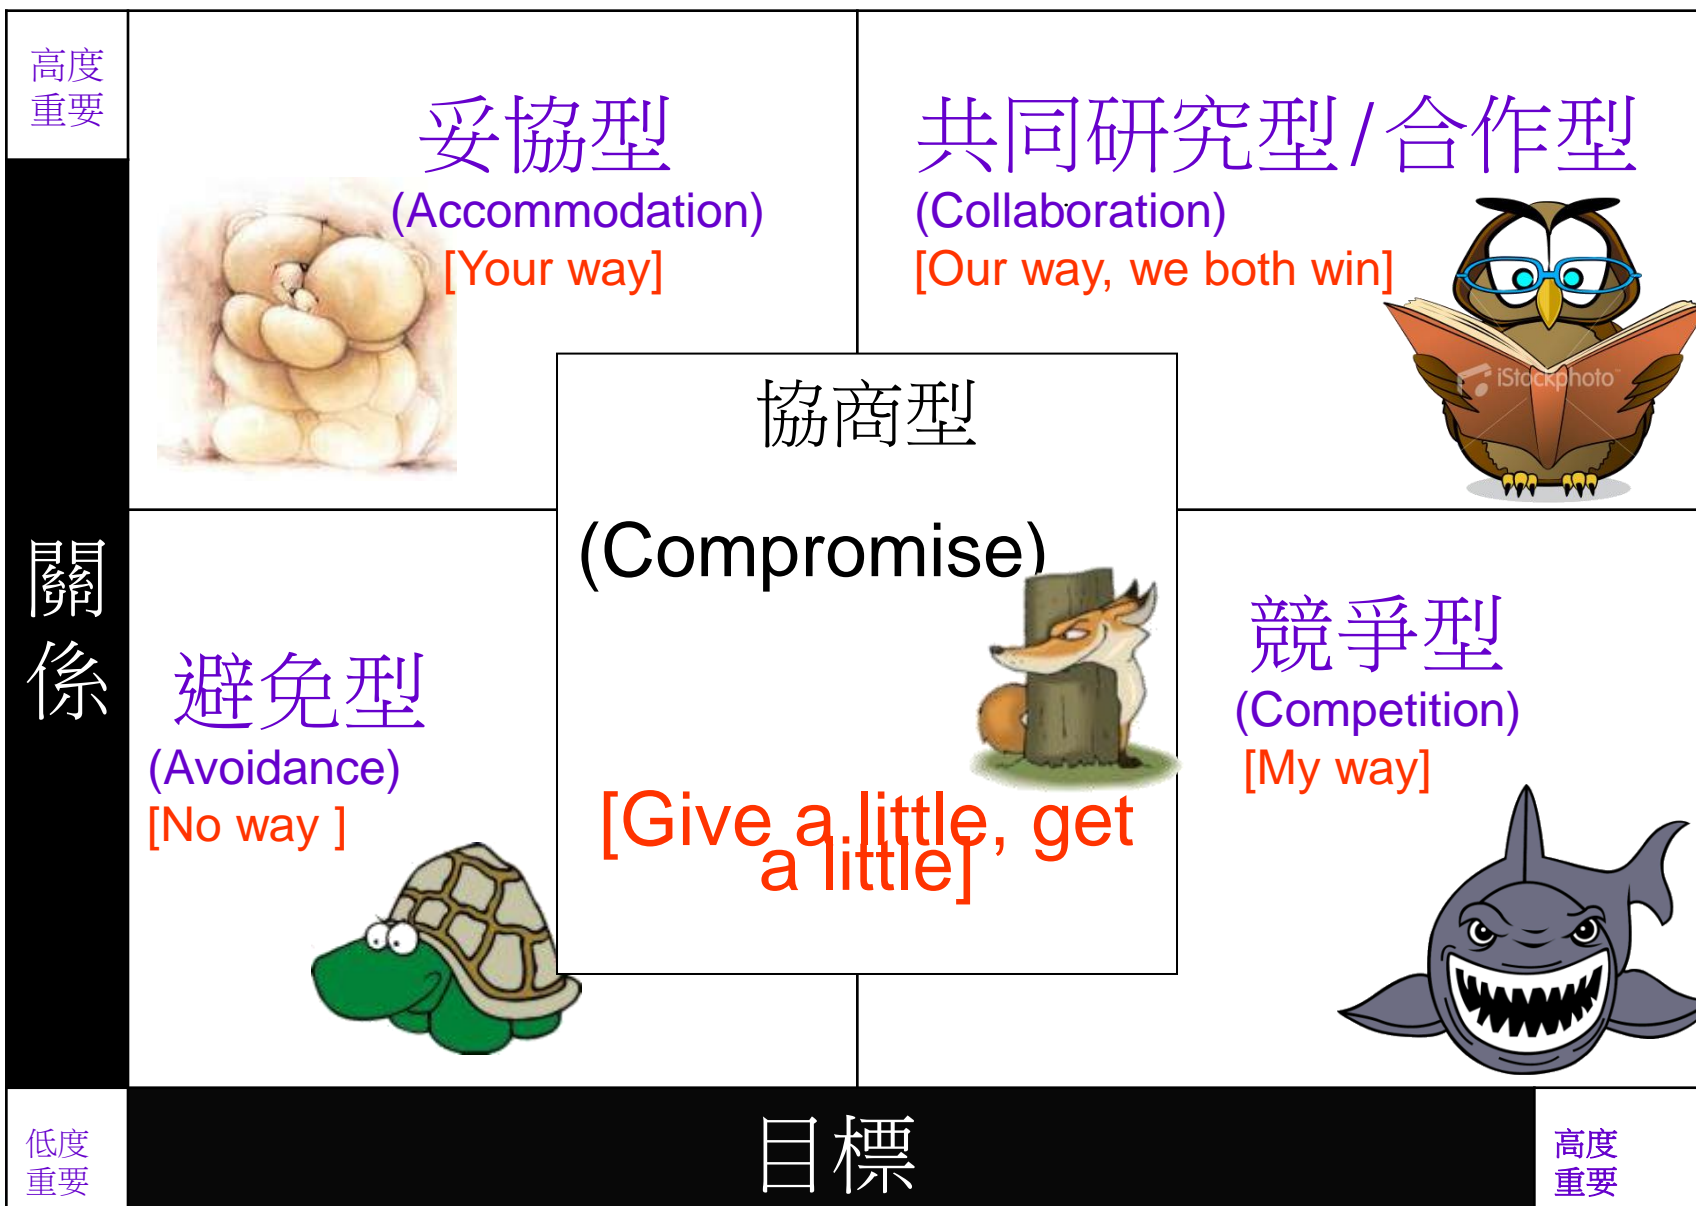 高度
重要
妥協型
(Accommodation)
[Your way]
共同研究型/合作型
(Collaboration)
[Our way, we both win]
iStockphoto
協商型
(Compromise)
[Give a little, get
a little]
關
係
避免型
(Avoidance)
[No way ]
競爭型
(Competition)
[My way]
低度
重要
目標
高度
重要